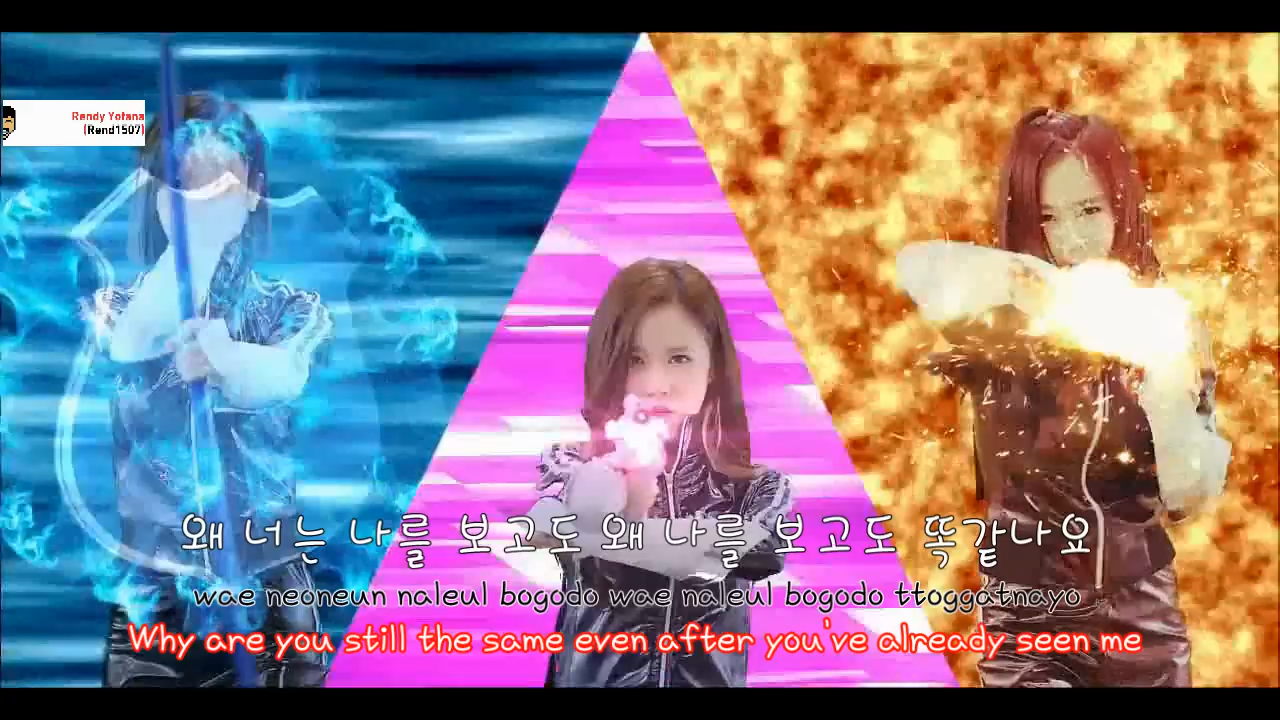 Rendy Yotana
(Rend1507)
왜 너는 나를 보고도 왜 나를 보고도 똑같나요
wae neoneun naleul bogodo wae naleul bogodo ttoggatnayo
Why are you still the same even after you've already seen me